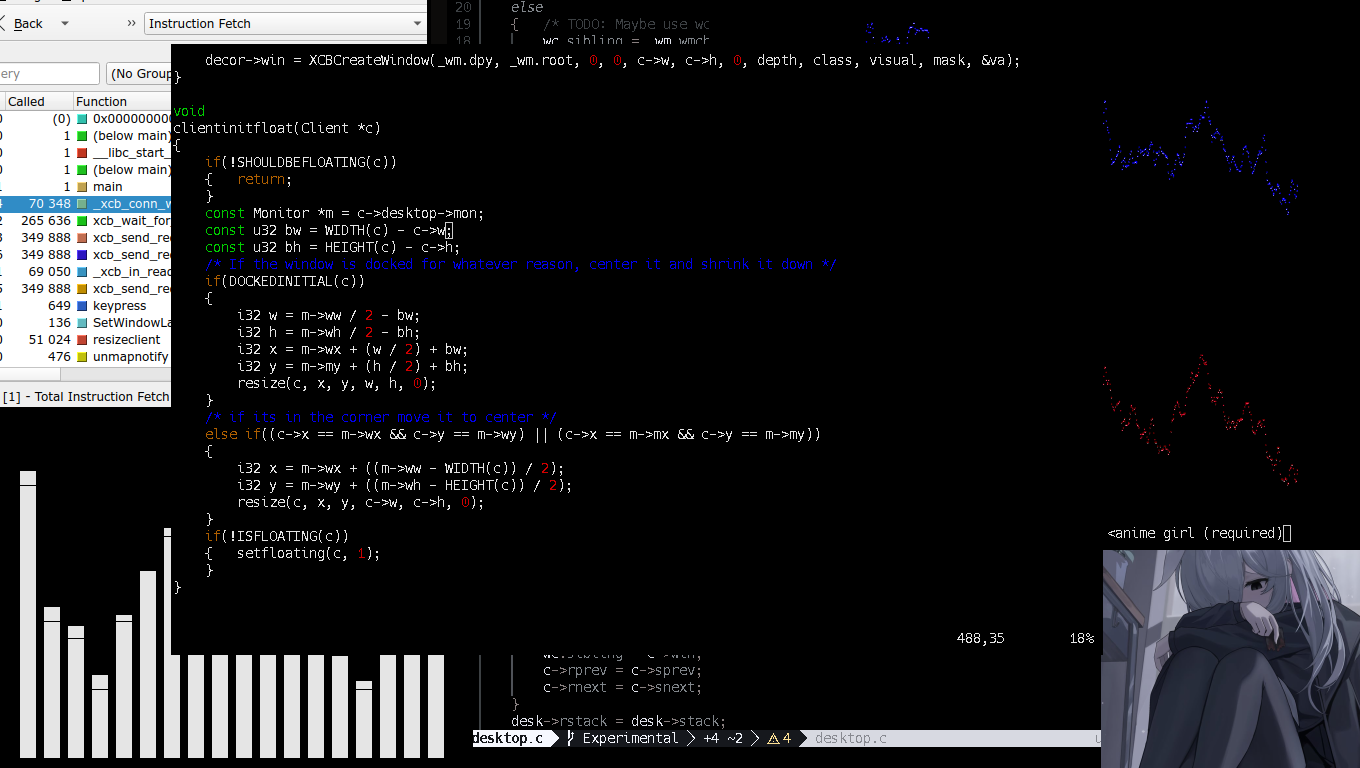 Back
»
Instruction Fetch
ery
(No Group
Called Function
(0) 0x000000000
1 (below main)
1 __libc_start_
1 (below main)
1 main
70 348 _xcb_conn_w
265 636 xcb_wait_for_
349 888 xcb_send_re
349 888 xcb_send_re
69 050 _xcb_in_read
349 888 xcb_send_re
649 keypress
136 SetWindowLa
51 024 resizeclient
476 unmapnotify
[1] - Total Instruction Fetch
20 else
19 { /* TODO: Maybe use wc
18 wc.sibling = _wm.wmch
decor->win = XCBCreateWindow(_wm.dpy, _wm.root, 0, 0, c->w, c->h, 0, depth, class, visual, mask, &va);
}
void
clientinitfloat(Client *c)
{
if(!SHOULDBEFLOATING(c))
{ return;
}
const Monitor *m = c->desktop->mon;
const u32 bw = WIDTH(c) - c->w;
const u32 bh = HEIGHT(c) - c->h;
/* If the window is docked for whatever reason, center it and shrink it down */
if(DOCKEDINITIAL(c))
{
i32 w = m->ww / 2 - bw;
i32 h = m->wh / 2 - bh;
i32 x = m->wx + (w / 2) + bw;
i32 y = m->my + (h / 2) + bh;
resize(c, x, y, w, h, 0);
}
/* if its in the corner move it to center */
else if((c->x == m->wx && c->y == m->wy) || (c->x == m->mx && c->y == m->my))
{
i32 x = m->wx + ((m->ww - WIDTH(c)) / 2);
i32 y = m->wy + ((m->wh - HEIGHT(c)) / 2);
resize(c, x, y, c->w, c->h, 0);
}
if(!ISFLOATING(c))
{ setfloating(c, 1);
}
}
488,35 18%
<anime girl (required)
wc.sibling = c->win;
c->rprev = c->sprev;
c->rnext = c->snext;
}
desk->rstack = desk->stack;
desktop.c Experimental +4 ~2 4 desktop.c